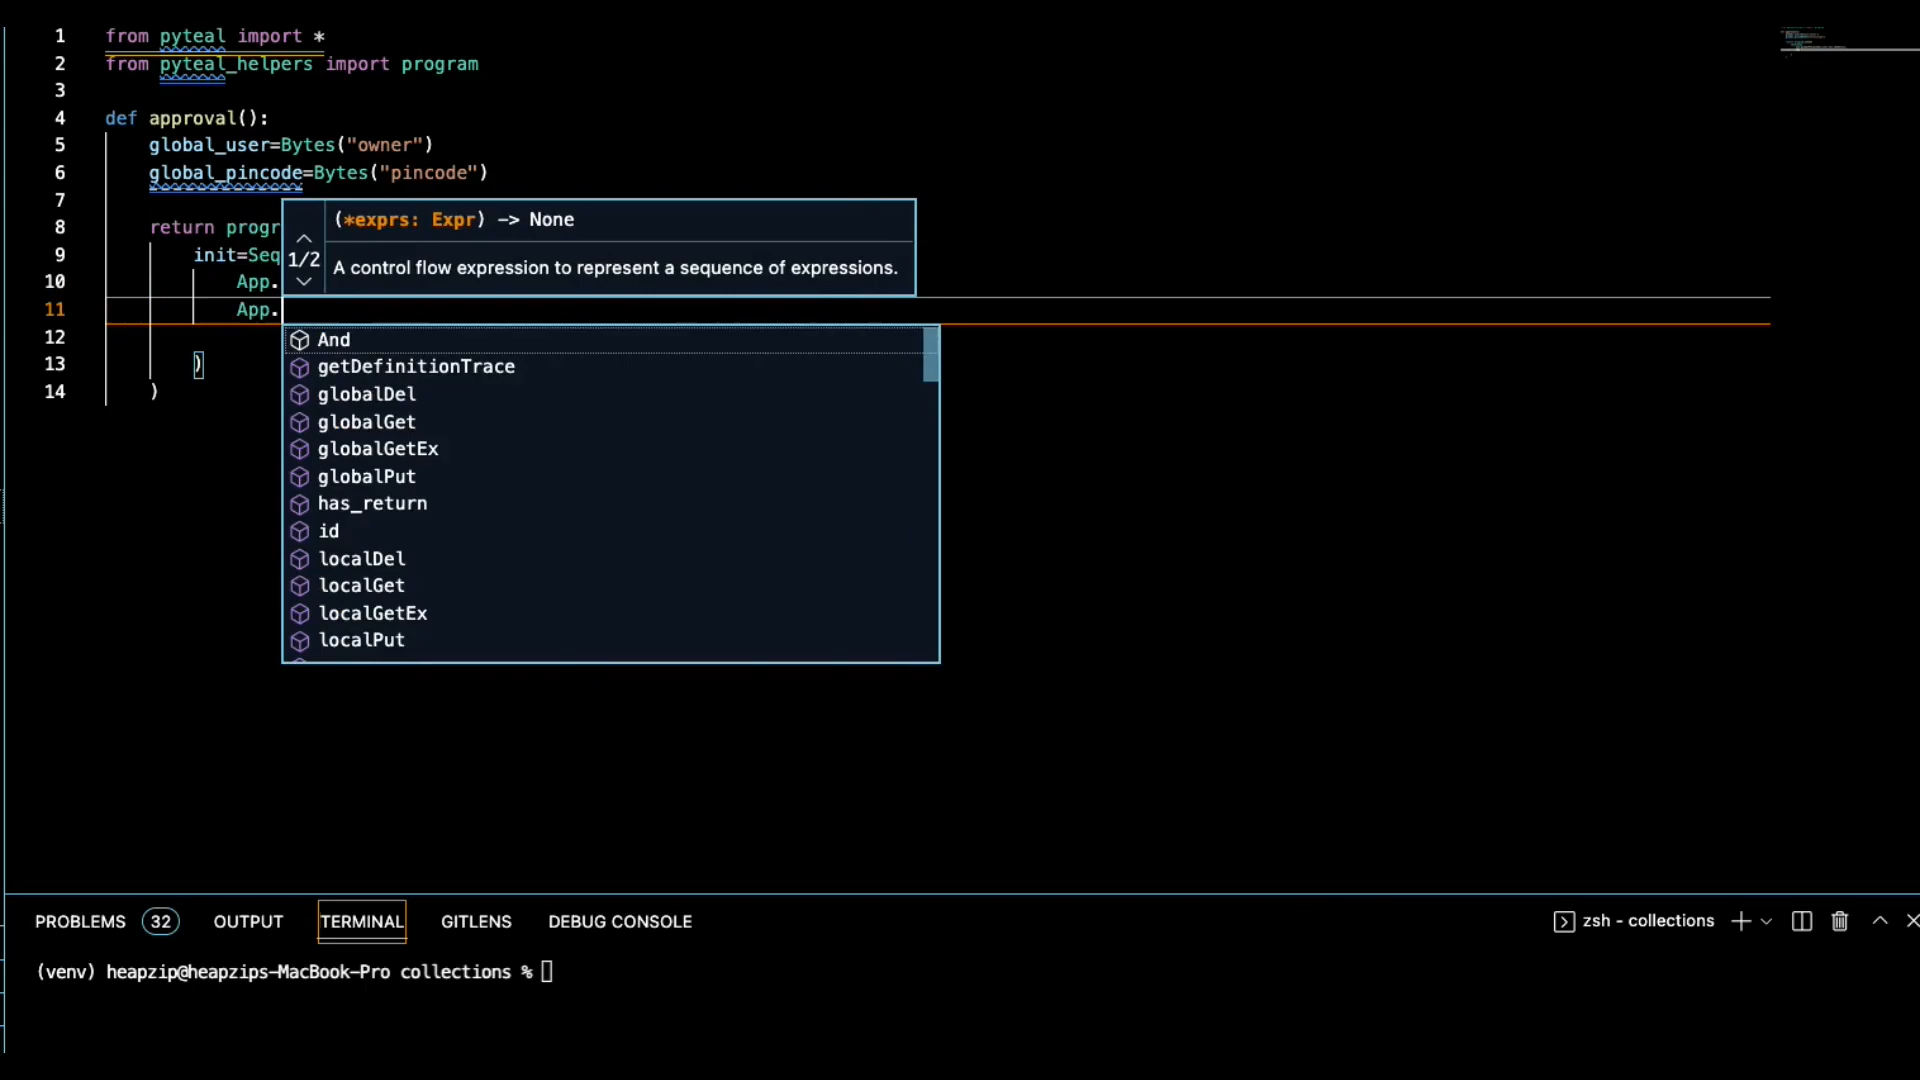 1 from pyteal import *
2 from pyteal_helpers import program
3
4 def approval():
5 global_user=Bytes("owner")
6 global_pincode=Bytes("pincode")
7
(*exprs: Expr) -> None
8 return progr
9 init=Seq
1/2
A control flow expression to represent a sequence of expressions.
10 App.
11 App.
12
And
13 )
getDefinitionTrace
14 )
globalDel
globalGet
globalGetEx
globalPut
has_return
id
localDel
localGet
localGetEx
localPut
PROBLEMS 32 OUTPUT TERMINAL GITLENS DEBUG CONSOLE zsh - collections
(venv) heapzip@heapzips-MacBook-Pro collections %